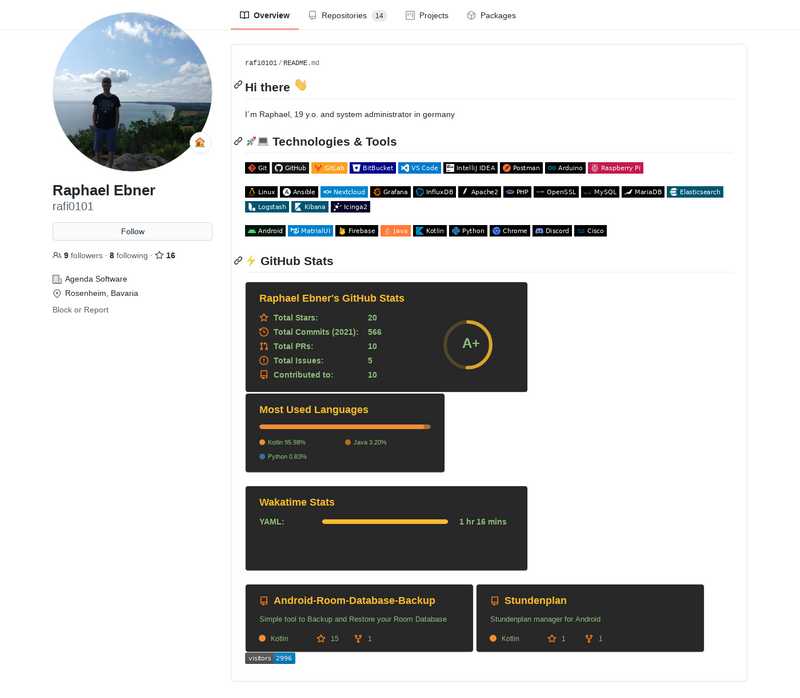 Overview
Repositories 14
Projects
Packages
Raphael Ebner
rafi0101
Follow
9 followers · 8 following · 16
Agenda Software
Rosenheim, Bavaria
Block or Report
rafi0101/README.md
Hi there 👋
I´m Raphael, 19 y.o. and system administrator in germany
🚀💻 Technologies & Tools
Git GitHub GitLab BitBucket VS Code IntellJ IDEA Postman Arduino Raspberry Pi
Linux Ansible Nextcloud Grafana InfluxDB Apache2 PHP OpenSSL MySQL MariaDB Elasticsearch
Logstash Kibana Icinga2
Android MatrialUI Firebase Java Kotlin Python Chrome Discord Cisco
⚡ GitHub Stats
Raphael Ebner's GitHub Stats
Total Stars: 20
Total Commits (2021): 566
Total PRs: 10
Total Issues: 5
Contributed to: 10
A+
Most Used Languages
Kotlin 95.98% Java 3.20%
Python 0.83%
Wakatime Stats
YAML: 1 hr 16 mins
Android-Room-Database-Backup
Simple tool to Backup and Restore your Room Database
Kotlin 15 1
Stundenplan
Stundenplan manager for Android
Kotlin 1 1
visitors 2996